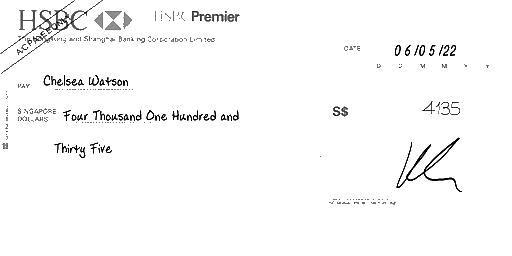 HSBC HSBC Premier
The Hongkong and Shanghai Banking Corporation Limited
A/C PAYEE ONLY
DATE 06/05/22
D D M M Y Y
PAY Chelsea Watson
SINGAPORE DOLLARS Four Thousand One Hundred and
S$ 4135
Thirty Five